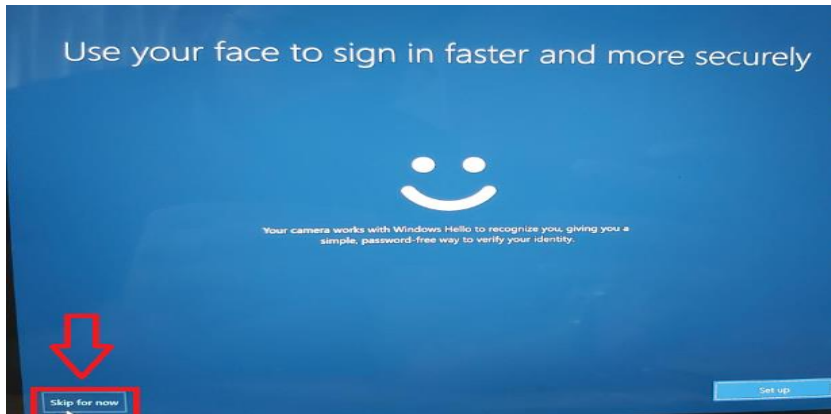 Use your face to sign in faster and more securely
Your camera works with Windows Hello to recognize you, giving you a
simple, password-free way to verify your identity.
Skip for now
Set up